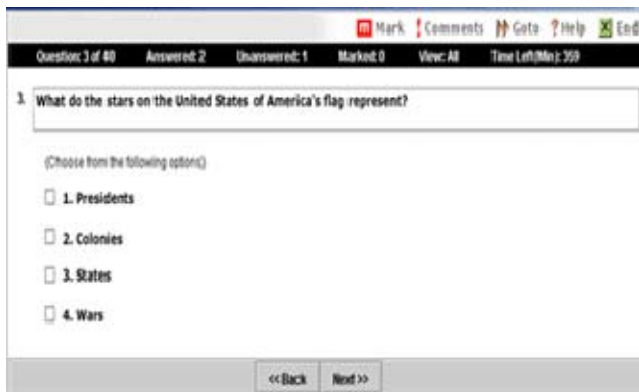 m Mark ! Comments Goto ? Help X End
Question: 3 of 40 Answered: 2 Unanswered: 1 Marked: 0 View: All Time Left(Min): 359
3. What do the stars on the United States of America's flag represent?
(Choose from the following options)
1. Presidents
2. Colonies
3. States
4. Wars
<< Back Next >>